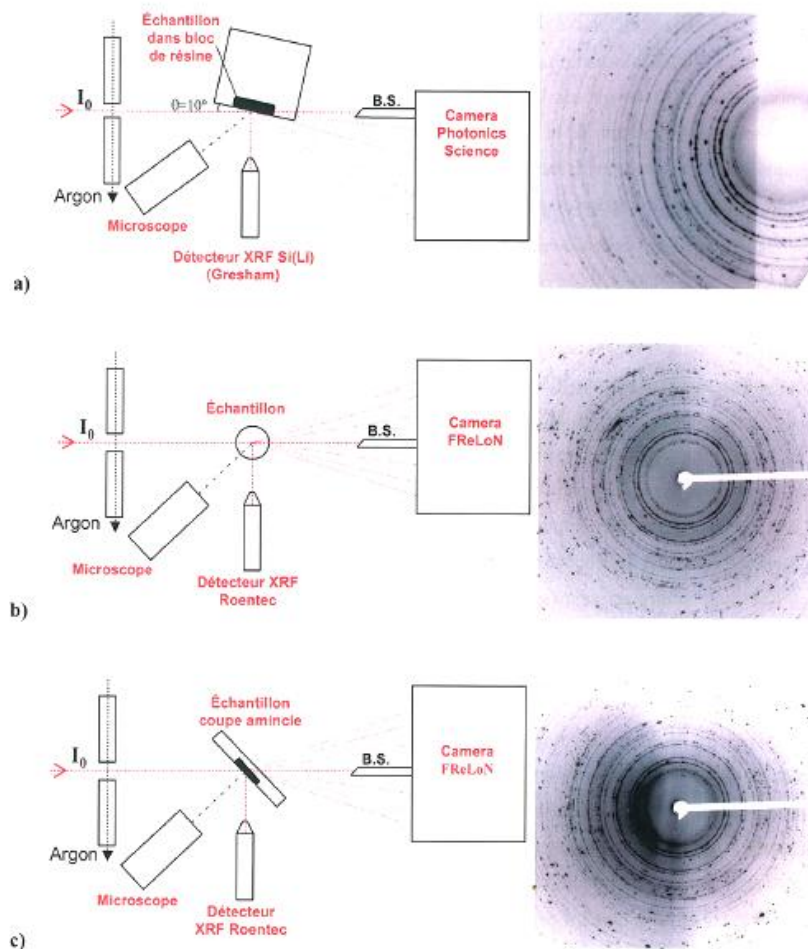 Échantillon
dans bloc
de résine
I₀
θ=10°
B.S.
Camera
Photonics
Science
Argon
Microscope
Détecteur XRF Si(Li)
(Gresham)
a)
Échantillon
I₀
B.S.
Camera
FReLoN
Argon
Microscope
Détecteur XRF
Roentec
b)
Échantillon
coupe amincie
I₀
B.S.
Camera
FReLoN
Argon
Microscope
Détecteur
XRF Roentec
c)